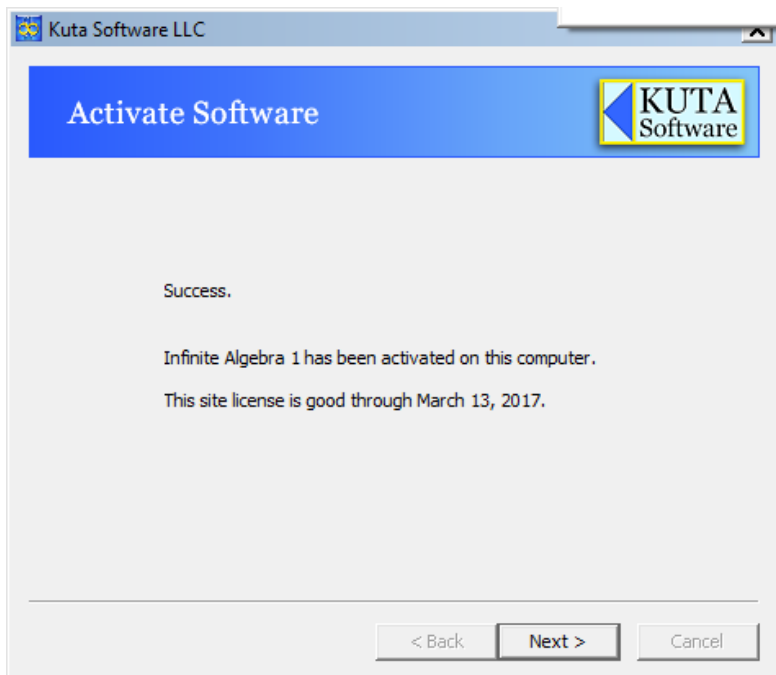 Kuta Software LLC
Activate Software
KUTA
Software
Success.
Infinite Algebra 1 has been activated on this computer.
This site license is good through March 13, 2017.
< Back
Next >
Cancel